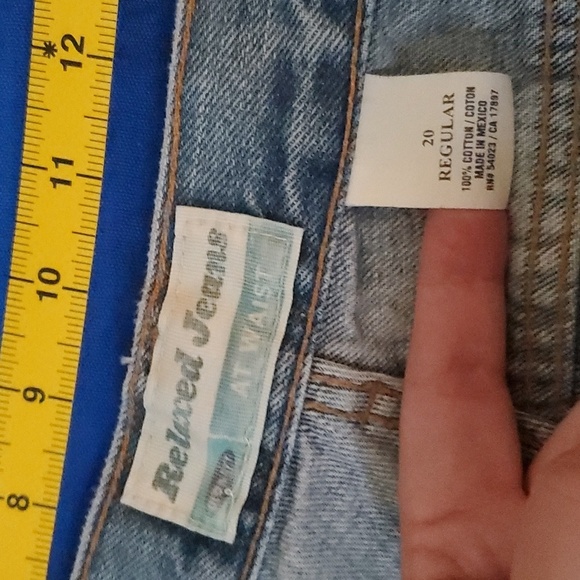 12
11
10
9
8
Relaxed Jeans
AT WAIST
20
REGULAR
100% COTTON / COTON
MADE IN MEXICO
RN# 54023 / CA 17897